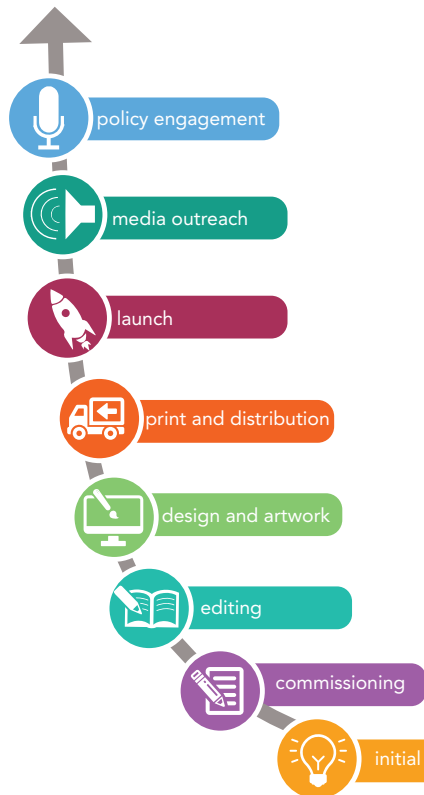 policy engagement
media outreach
launch
print and distribution
design and artwork
editing
commissioning
initial